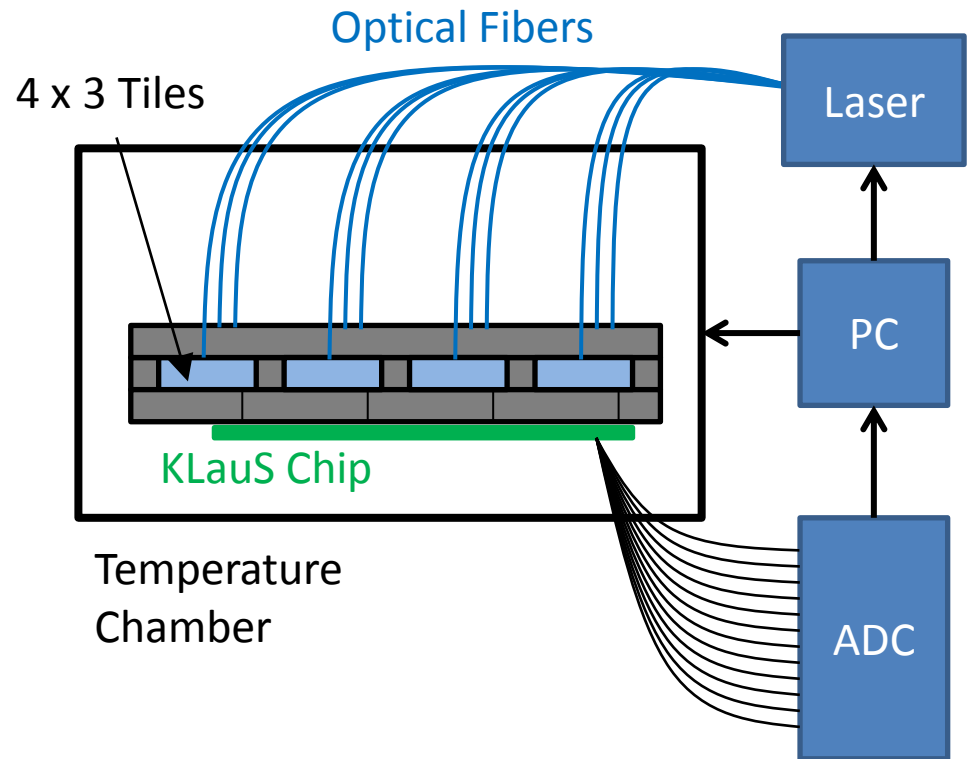 Optical Fibers
4 x 3 Tiles
Laser
PC
KLauS Chip
Temperature
Chamber
ADC